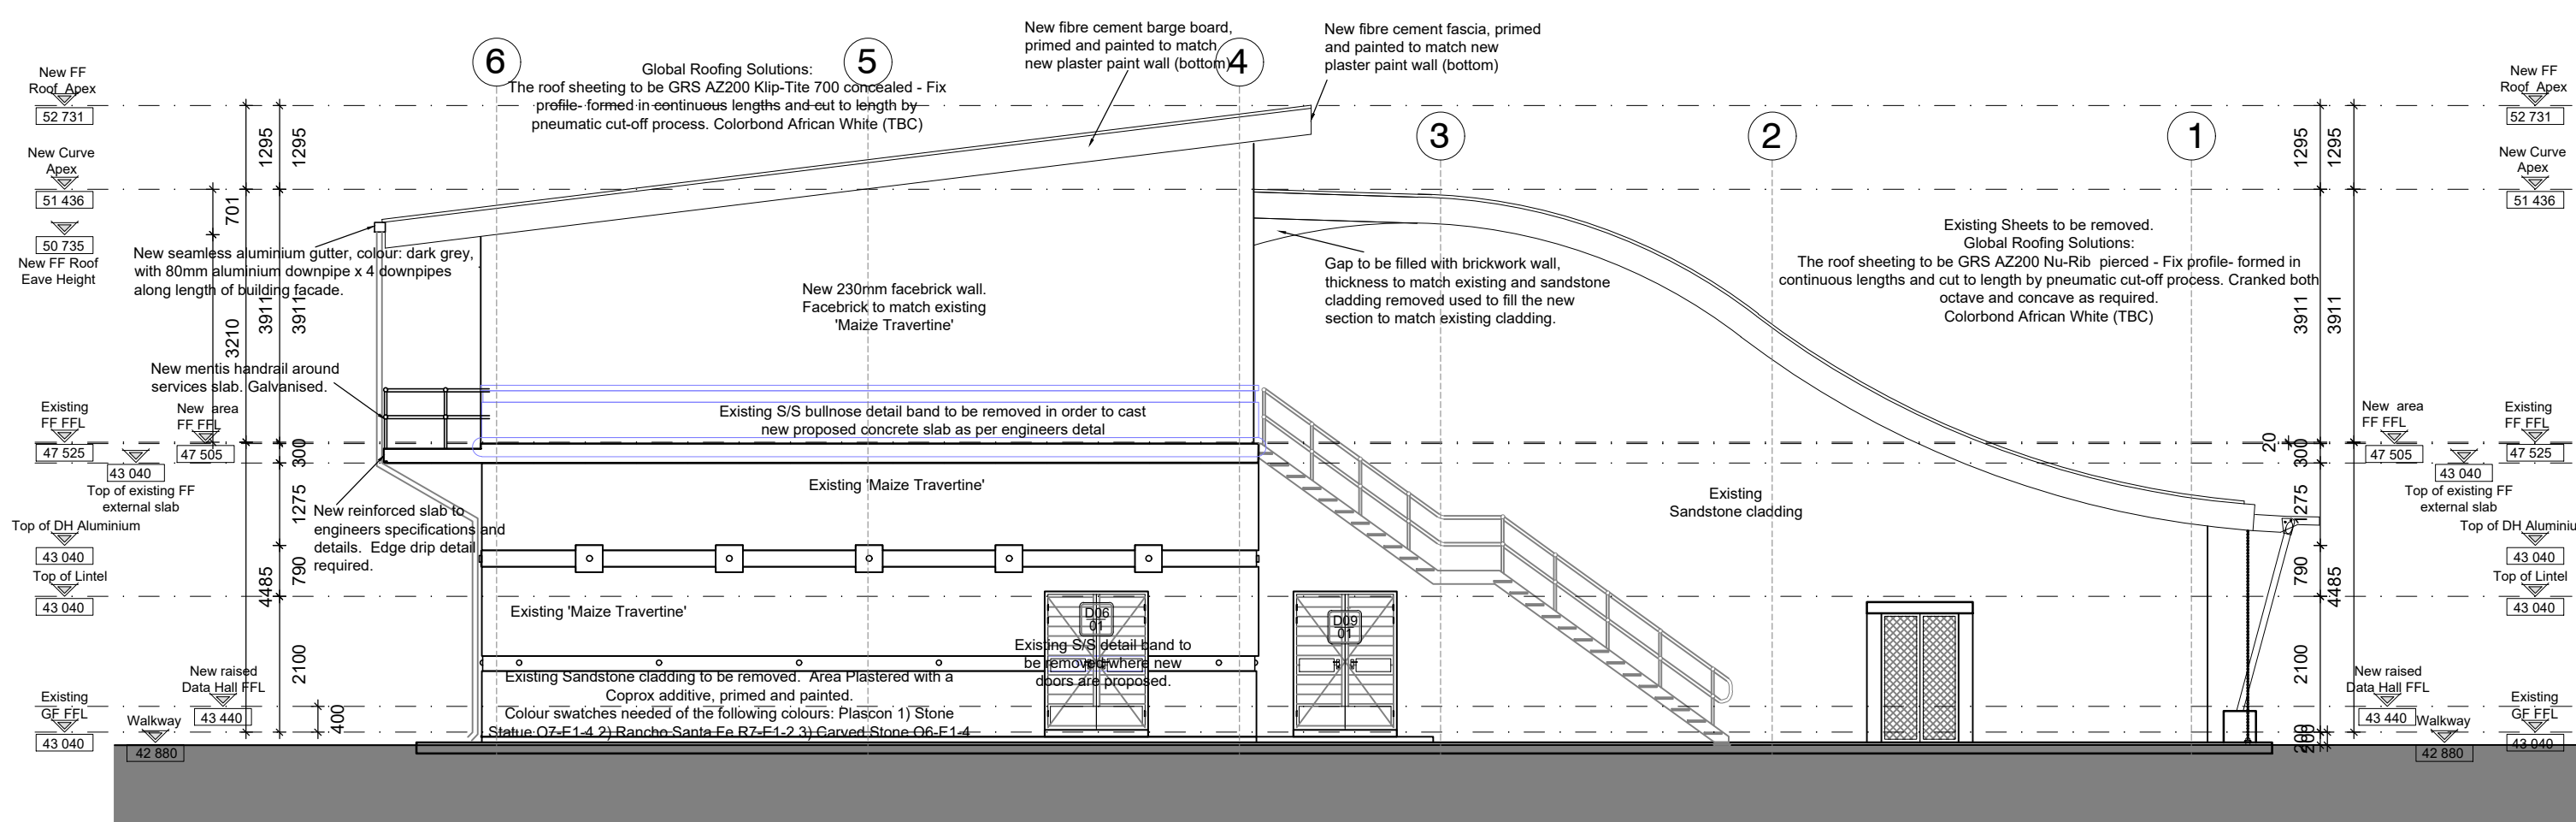 New fibre cement barge board,
primed and painted to match
new plaster paint wall (bottom)
New fibre cement fascia, primed
and painted to match new
plaster paint wall (bottom)
6
5
4
3
2
1
Global Roofing Solutions:
The roof sheeting to be GRS AZ200 Klip-Tite 700 concealed - Fix
profile- formed in continuous lengths and cut to length by
pneumatic cut-off process. Colorbond African White (TBC)
New FF
Roof Apex
52 731
New Curve
Apex
51 436
50 735
New FF Roof
Eave Height
1295
1295
701
3210
3911
3911
New seamless aluminium gutter, colour: dark grey,
with 80mm aluminium downpipe x 4 downpipes
along length of building facade.
New 230mm facebrick wall.
Facebrick to match existing
'Maize Travertine'
Gap to be filled with brickwork wall,
thickness to match existing and sandstone
cladding removed used to fill the new
section to match existing cladding.
Existing Sheets to be removed.
Global Roofing Solutions:
The roof sheeting to be GRS AZ200 Nu-Rib pierced - Fix profile- formed in
continuous lengths and cut to length by pneumatic cut-off process. Cranked both
octave and concave as required.
Colorbond African White (TBC)
New mentis handrail around
services slab. Galvanised.
Existing
FF FFL
47 525
New area
FF FFL
47 505
43 040
Top of existing FF
external slab
Existing S/S bullnose detail band to be removed in order to cast
new proposed concrete slab as per engineers detal
Existing 'Maize Travertine'
New reinforced slab to
engineers specifications and
details. Edge drip detail
required.
Existing
Sandstone cladding
Top of DH Aluminium
43 040
Top of Lintel
43 040
300
1275
790
4485
2100
400
Existing 'Maize Travertine'
D06
01
D09
01
Existing S/S detail band to
be removed where new
doors are proposed.
Existing Sandstone cladding to be removed. Area Plastered with a
Coprox additive, primed and painted.
Colour swatches needed of the following colours: Plascon 1) Stone
Statue O7-E1-4 2) Rancho Santa Fe R7-E1-2 3) Carved Stone O6-E1-4
New raised
Data Hall FFL
43 440
Existing
GF FFL
43 040
Walkway
42 880
New FF
Roof Apex
52 731
New Curve
Apex
51 436
1295
1295
3911
3911
New area
FF FFL
47 505
Existing
FF FFL
47 525
43 040
Top of existing FF
external slab
Top of DH Aluminiu
43 040
Top of Lintel
43 040
20
300
1275
790
4485
2100
New raised
Data Hall FFL
43 440
Existing
GF FFL
43 040
Walkway
42 880